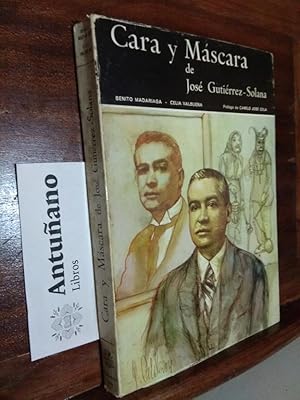 Cara y Máscara
de
José Gutiérrez-Solana
BENITO MADARIAGA - CELIA VALBUENA
Prólogo de CAMILO JOSE CELA
Cara y Máscara de José Gutiérrez-Solana
Antuñano
Libros